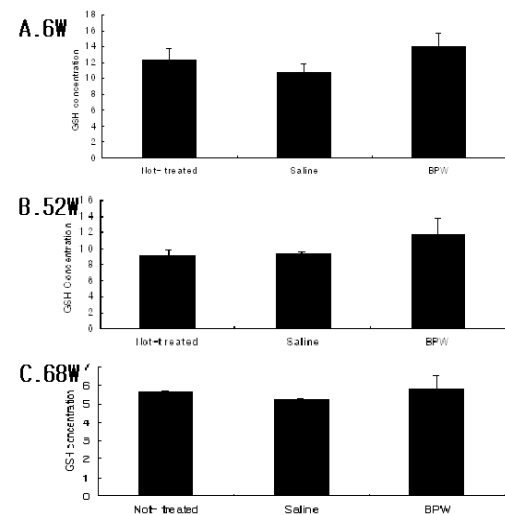 A.6W
GSH concentration
18
16
14
12
10
8
6
4
2
0
Not-treated
Saline
BPW
B.52W
GSH Concentration
16
14
12
10
8
6
4
2
0
Not-treated
Saline
BPW
C.68W
GSH concentration
7
6
5
4
3
2
1
0
Not-treated
Saline
BPW